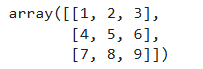 array([[1, 2, 3],
       [4, 5, 6],
       [7, 8, 9]])